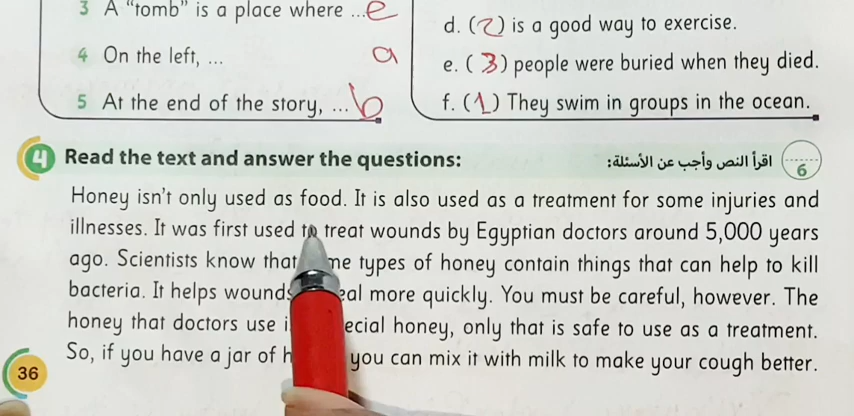 3 A "tomb" is a place where ... e
4 On the left, ... a
5 At the end of the story, ... b
d. (2) is a good way to exercise.
e. (3) people were buried when they died.
f. (1) They swim in groups in the ocean.
4 Read the text and answer the questions:
اقرأ النص وأجب عن الأسئلة:
6
Honey isn't only used as food. It is also used as a treatment for some injuries and
illnesses. It was first used to treat wounds by Egyptian doctors around 5,000 years
ago. Scientists know that me types of honey contain things that can help to kill
bacteria. It helps wounds eal more quickly. You must be careful, however. The
honey that doctors use i ecial honey, only that is safe to use as a treatment.
So, if you have a jar of h you can mix it with milk to make your cough better.
36